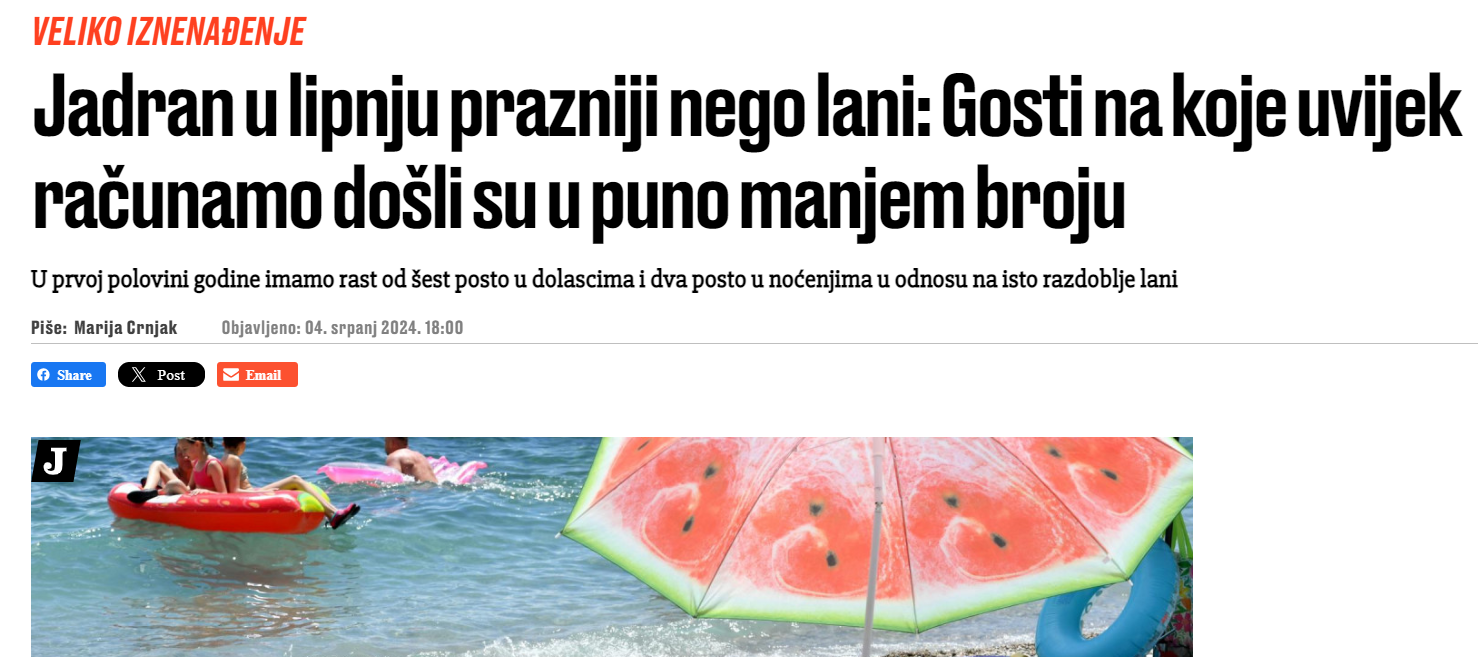 VELIKO IZNENAĐENJE
Jadran u lipnju prazniji nego lani: Gosti na koje uvijek
računamo došli su u puno manjem broju
U prvoj polovini godine imamo rast od šest posto u dolascima i dva posto u noćenjima u odnosu na isto razdoblje lani
Piše: Marija Crnjak Objavljeno: 04. srpanj 2024. 18:00
Share Post Email
J